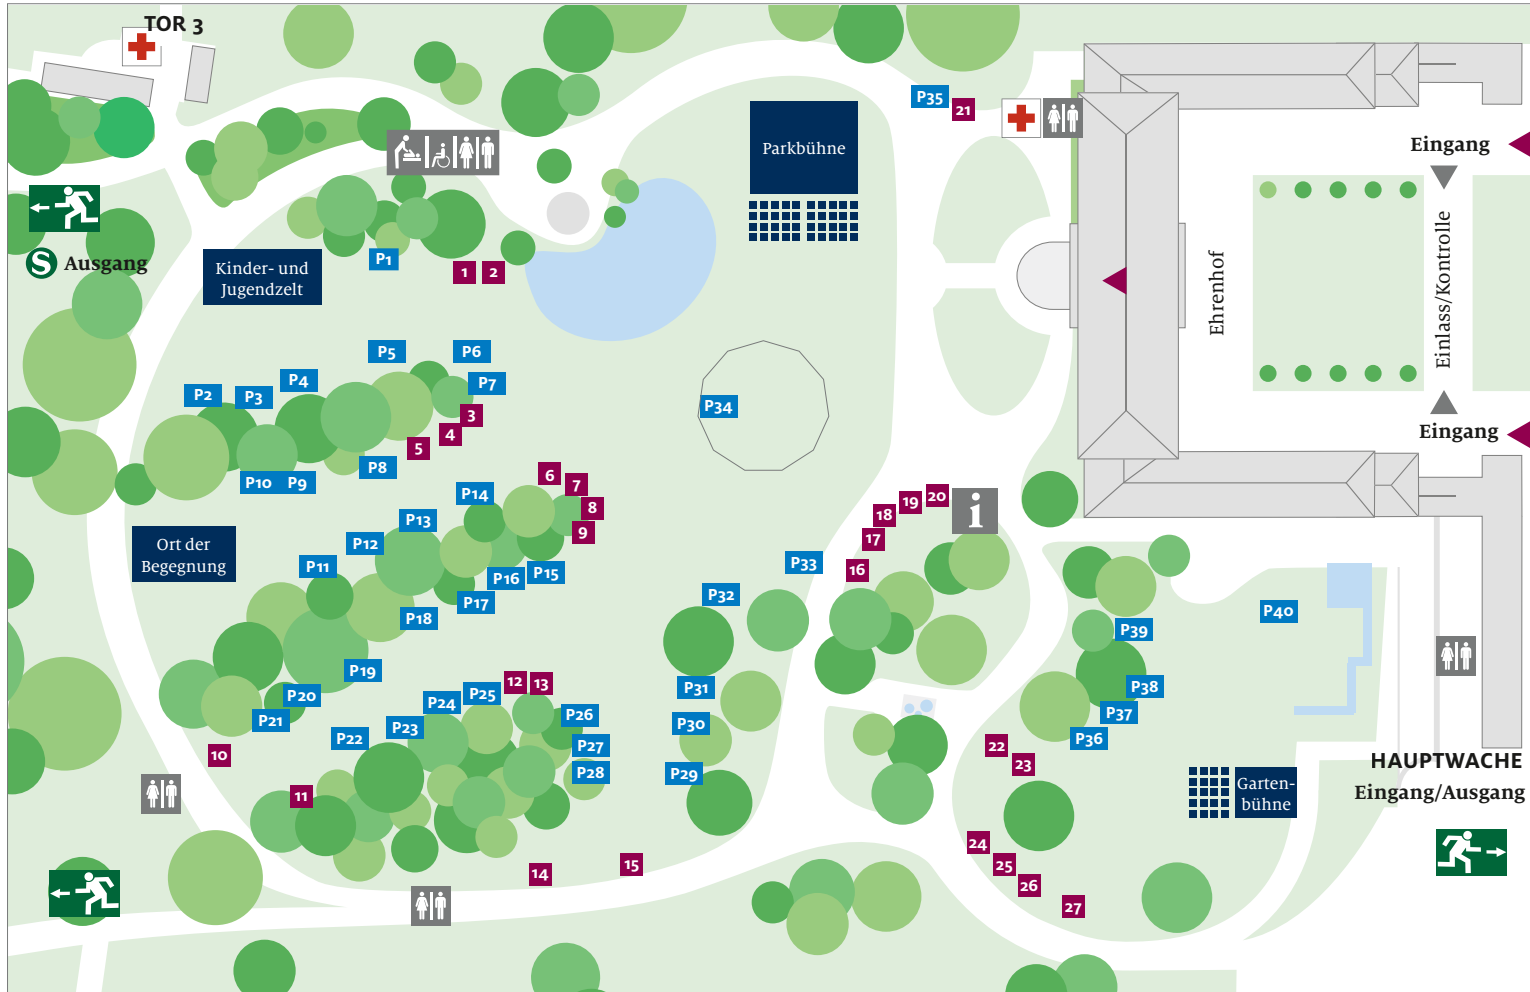 TOR 3
P35
21
Parkbühne
Eingang
S Ausgang
P1
Kinder- und
Jugendzelt
1
2
Ehrenhof
Einlass/Kontrolle
P5
P6
P7
P4
P2
P3
3
4
5
P34
Eingang
P8
P10
P9
6
7
8
9
P14
P13
P12
P11
20
19
18
17
16
i
Ort der
Begegnung
P16
P15
P17
P18
P33
P32
P40
P39
P19
P20
P21
P31
P30
P29
12
13
P25
P24
P23
P22
P26
P27
P28
P38
P37
P36
10
11
22
23
HAUPTWACHE
Eingang/Ausgang
Garten-
bühne
24
25
26
27
14
15